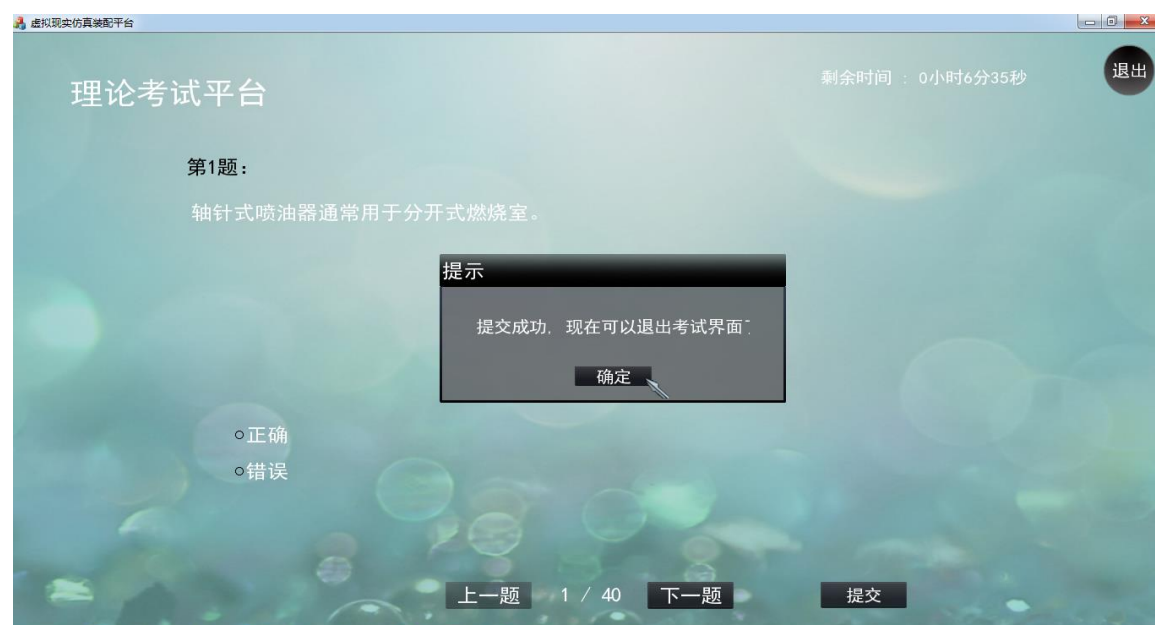 虚拟现实仿真装配平台
理论考试平台
剩余时间 : 0小时6分35秒
退出
第1题:
轴针式喷油器通常用于分开式燃烧室。
提示
提交成功, 现在可以退出考试界面
确定
正确
错误
上一题 1 / 40 下一题 提交